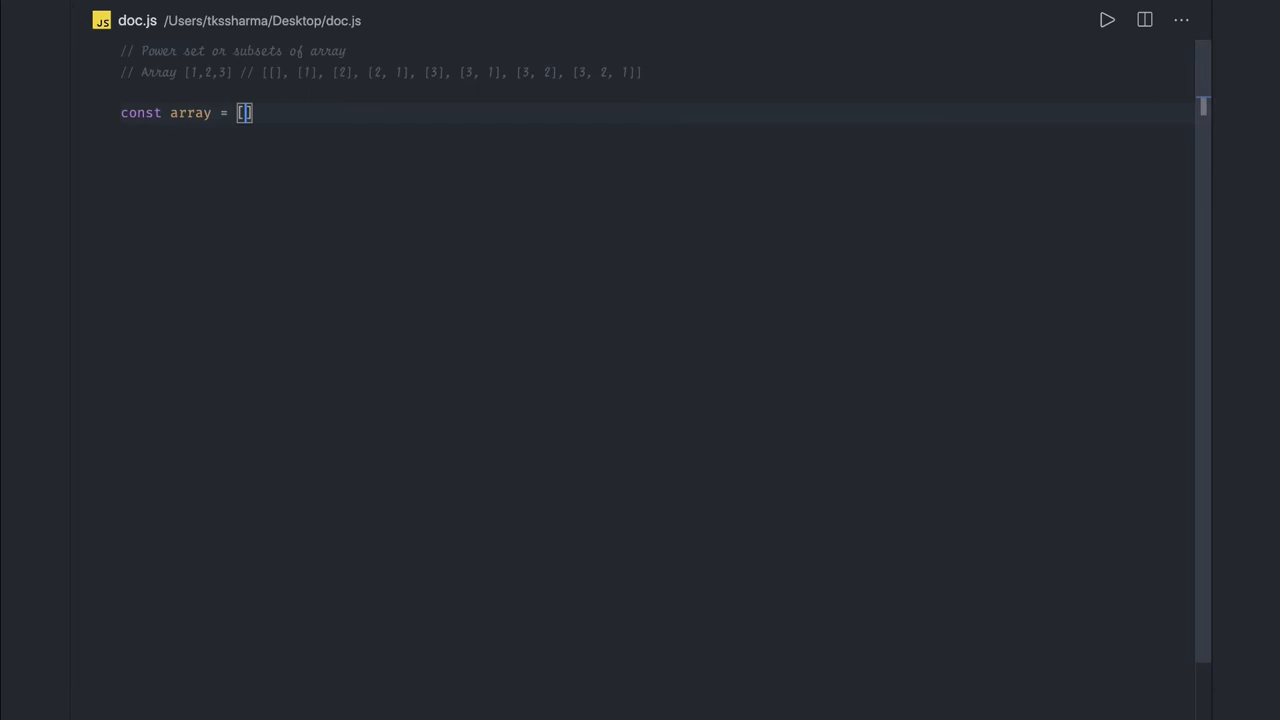 JS doc.js /Users/tkssharma/Desktop/doc.js
// Power set or subsets of array
// Array [1,2,3] // [[], [1], [2], [2, 1], [3], [3, 1], [3, 2], [3, 2, 1]]
const array = []